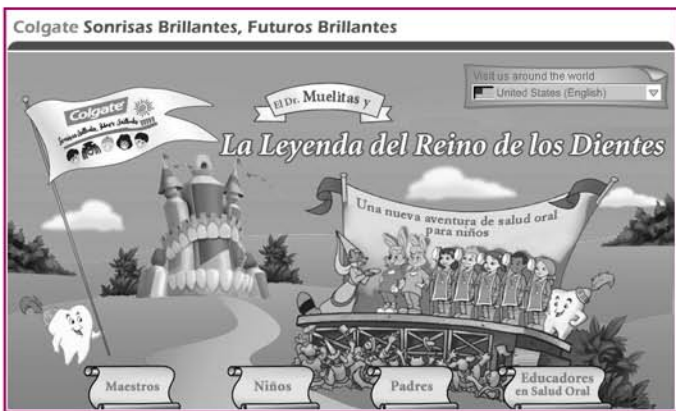 Colgate Sonrisas Brillantes, Futuros Brillantes
Visit us around the world
United States (English)
El Dr. Muelitas y
Colgate
La Leyenda del Reino de los Dientes
Una nueva aventura de salud oral
para niños
Maestros
Niños
Padres
Educadores
en Salud Oral